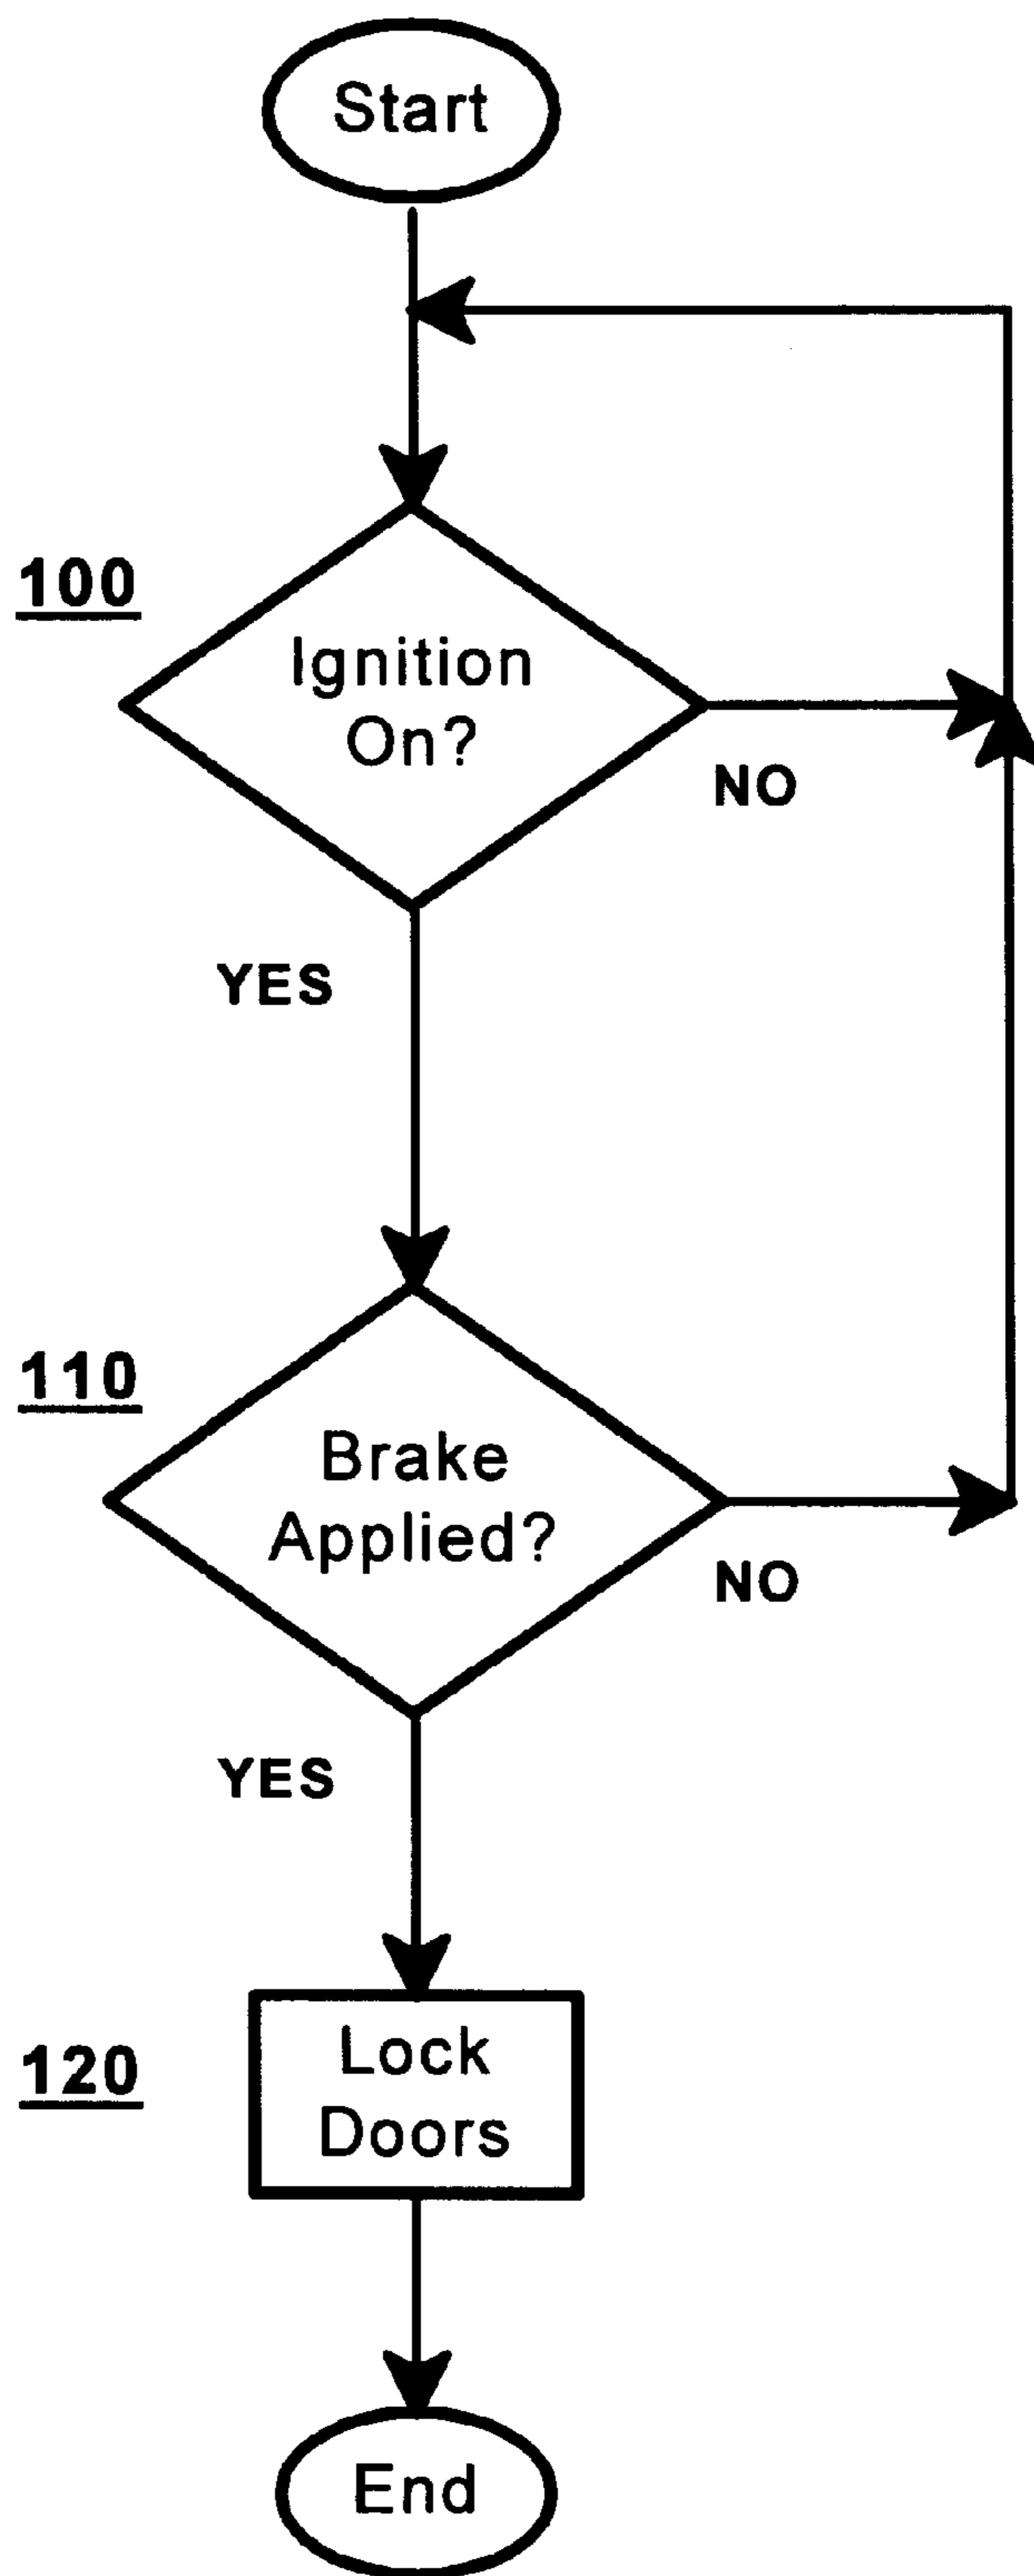 Start
100
Ignition
On?
NO
YES
110
Brake
Applied?
NO
YES
120
Lock
Doors
End